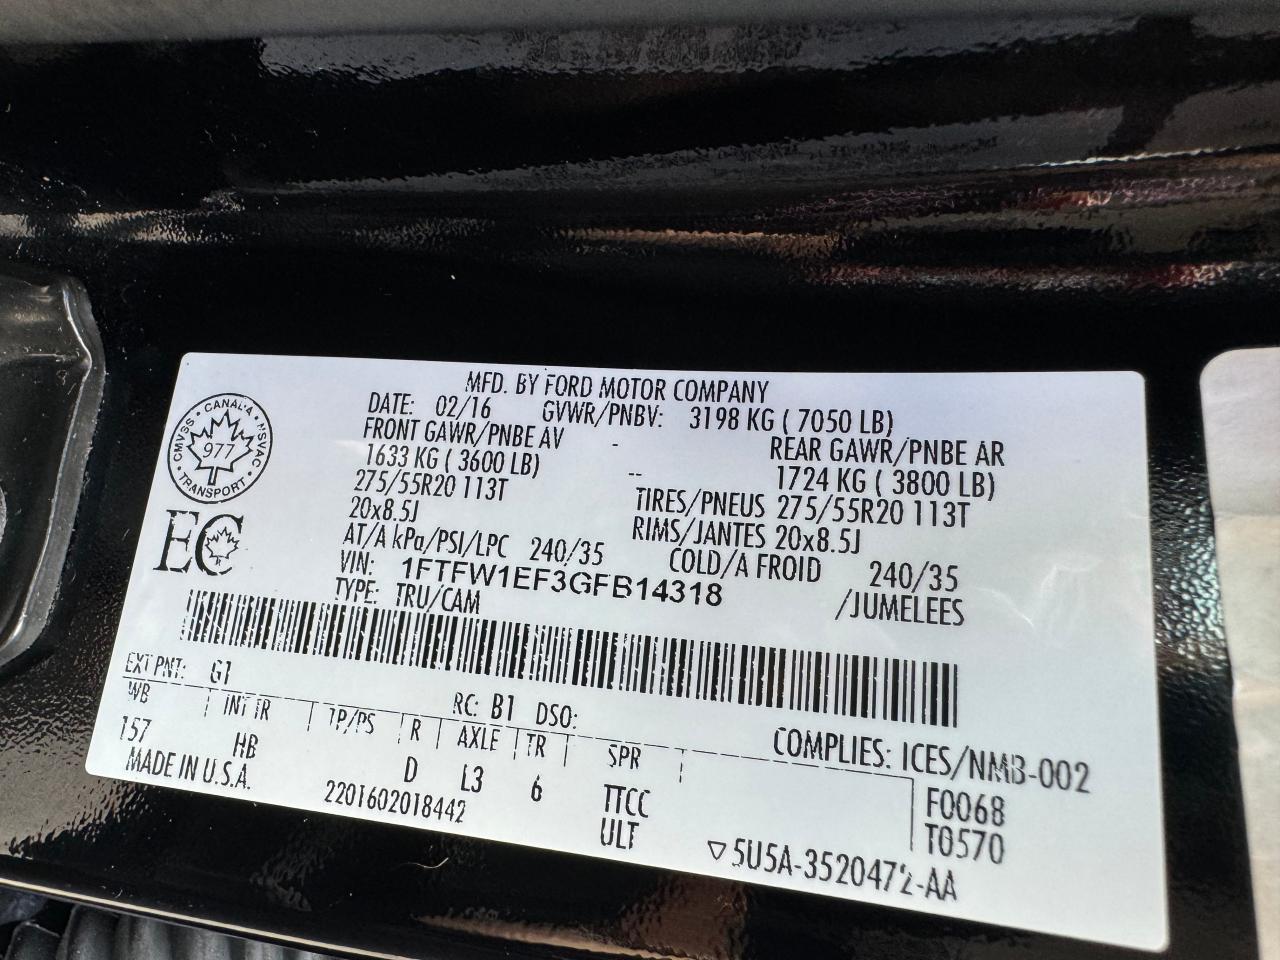 MFD. BY FORD MOTOR COMPANY
DATE: 02/16 GVWR/PNBV: 3198 KG ( 7050 LB)
FRONT GAWR/PNBE AV - REAR GAWR/PNBE AR
1633 KG ( 3600 LB) -- 1724 KG ( 3800 LB)
275/55R20 113T TIRES/PNEUS 275/55R20 113T
20x8.5J RIMS/JANTES 20x8.5J
AT/A kPa/PSI/LPC 240/35 COLD/A FROID 240/35
VIN: 1FTFW1EF3GFB14318 /JUMELEES
TYPE: TRU/CAM
CANADA
CMVSS • NSVAC
977
TRANSPORT
EC
R
EXT PNT: G1 RC: B1 DSO:
WB INT TR TP/PS R AXLE TR SPR COMPLIES: ICES/NMB-002
157 HB D L3 6 TTCC F0068
ULT T0570
MADE IN U.S.A. 2201602018442 ▽5U5A-3520472-AA